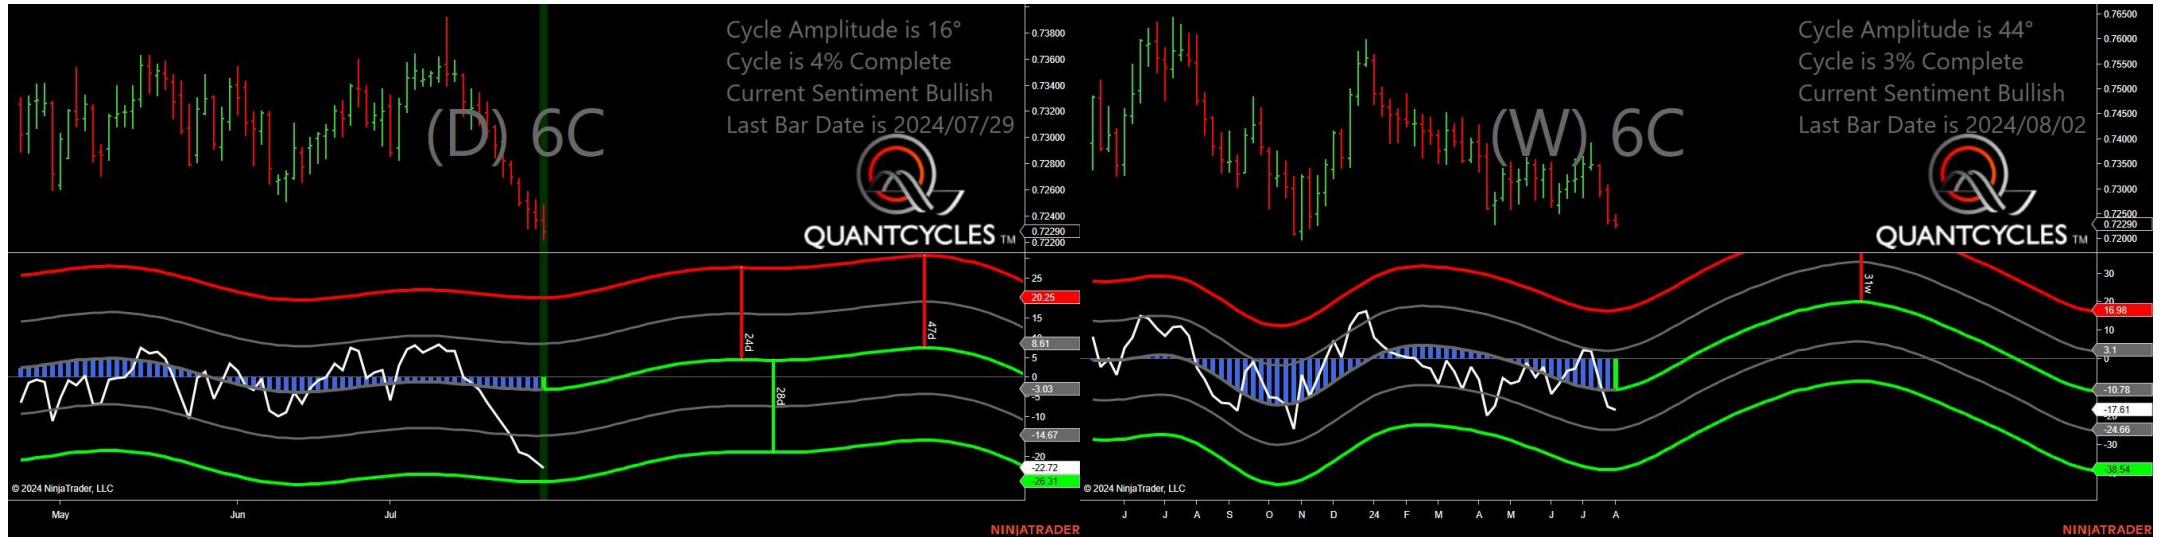 Cycle Amplitude is 16°
Cycle is 4% Complete
Current Sentiment Bullish
Last Bar Date is 2024/07/29
(D) 6C
QUANTCYCLES TM
0.73800
0.73600
0.73400
0.73200
0.73000
0.72800
0.72600
0.72400
0.72290
0.72200
25
20.25
15
8.61
5
0
-3.03
-5
-10
-14.67
-20
-22.72
-26.31
24d
28d
47d
© 2024 NinjaTrader, LLC
May Jun Jul
NINJATRADER
Cycle Amplitude is 44°
Cycle is 3% Complete
Current Sentiment Bullish
Last Bar Date is 2024/08/02
(W) 6C
QUANTCYCLES TM
0.76500
0.76000
0.75500
0.75000
0.74500
0.74000
0.73500
0.73000
0.72500
0.72290
0.72000
30
20
16.98
10
3.1
0
-10.78
-17.61
-24.66
-30
-38.54
31w
© 2024 NinjaTrader, LLC
J J A S O N D 24 F M A M J J A
NINJATRADER